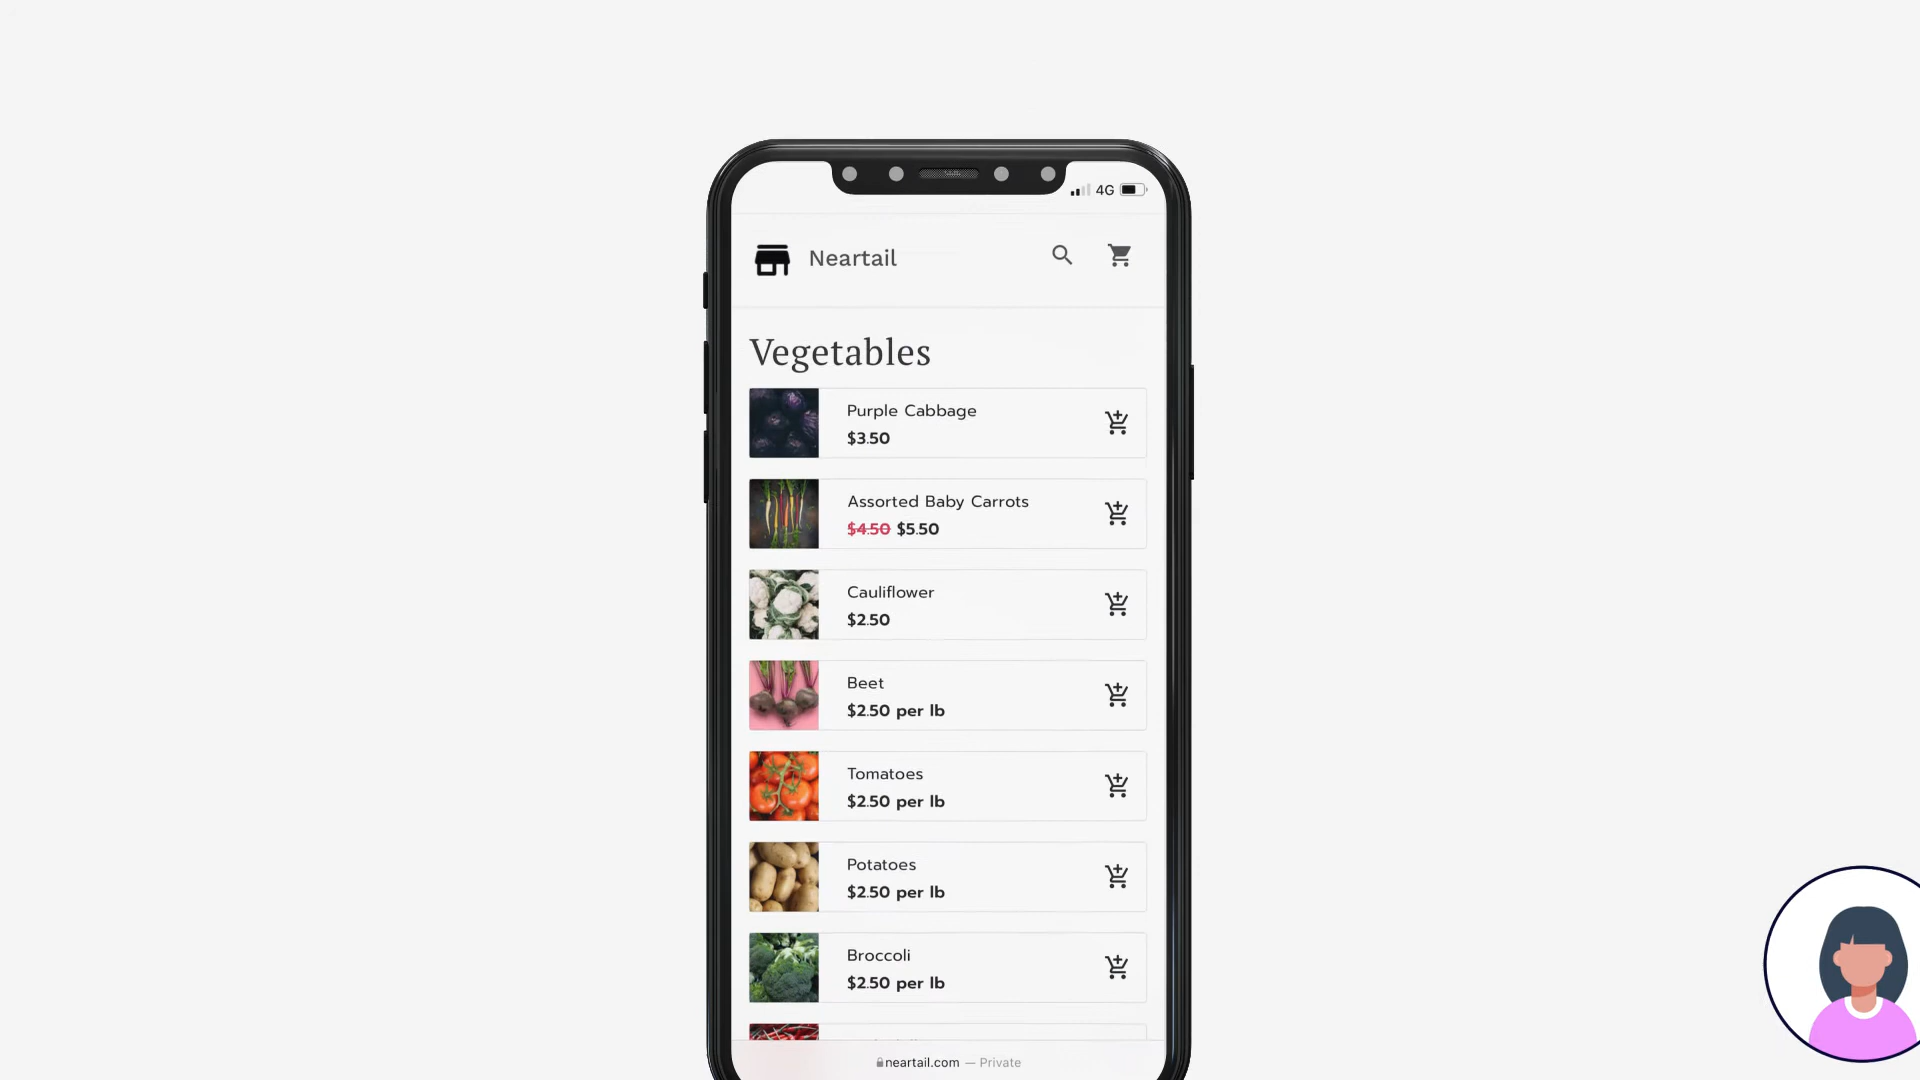 4G
Neartail
Vegetables
Purple Cabbage
$3.50
Assorted Baby Carrots
$4.50 $5.50
Cauliflower
$2.50
Beet
$2.50 per lb
Tomatoes
$2.50 per lb
Potatoes
$2.50 per lb
Broccoli
$2.50 per lb
neartail.com — Private